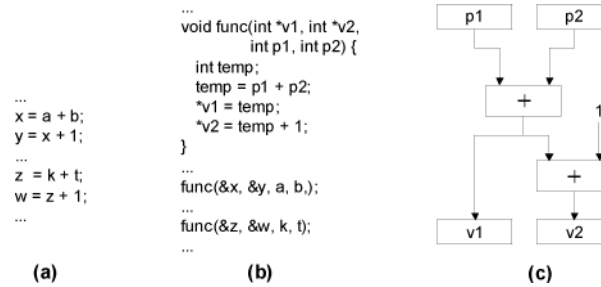 ...
x = a + b;
y = x + 1;
...
z = k + t;
w = z + 1;
...
(a)
...
void func(int *v1, int *v2,
int p1, int p2) {
int temp;
temp = p1 + p2;
*v1 = temp;
*v2 = temp + 1;
}
...
func(&x, &y, a, b,);
...
func(&z, &w, k, t);
...
(b)
p1 p2
+
1
+
v1 v2
(c)